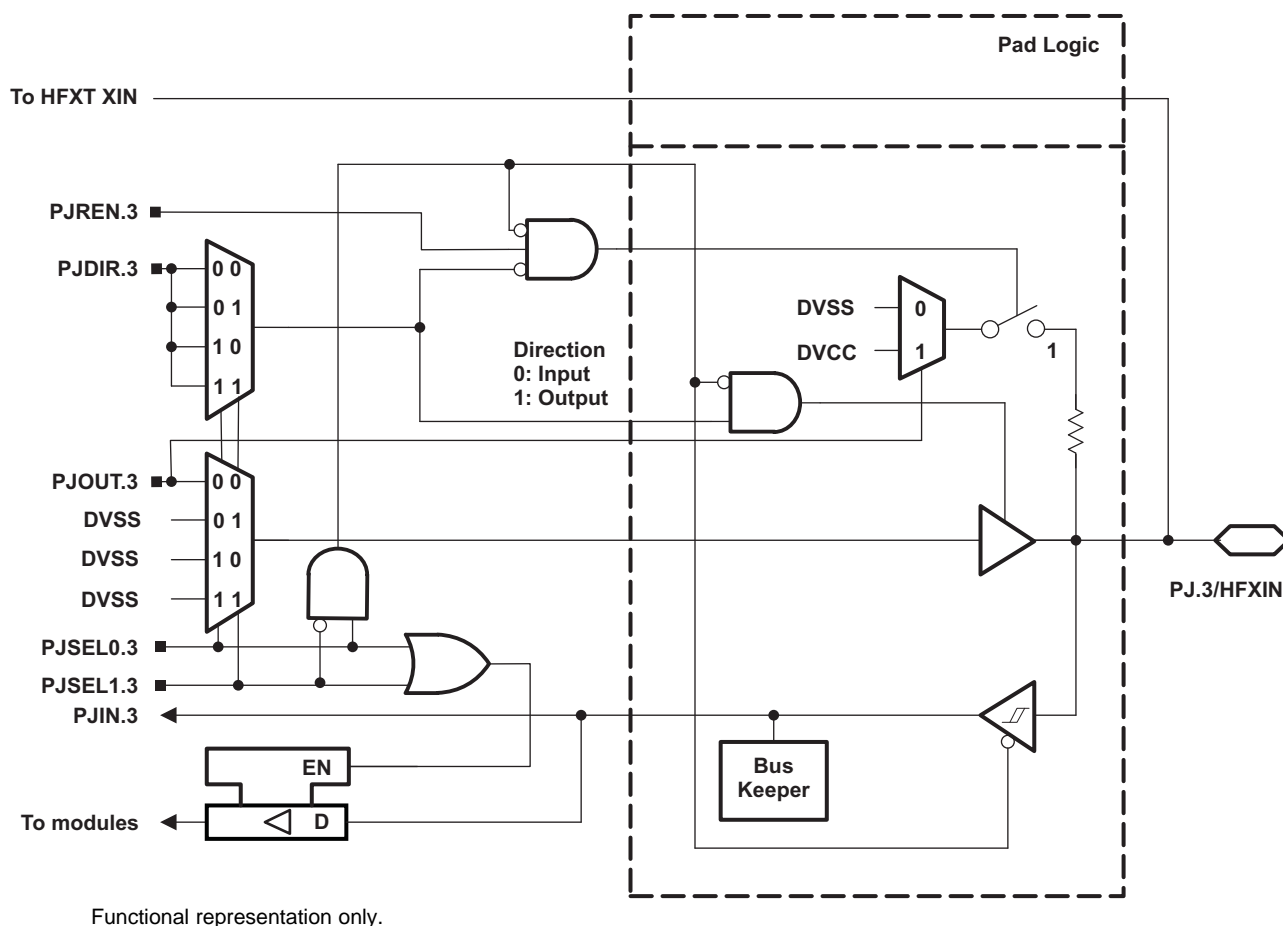 Pad Logic
To HFXT XIN
PJREN.3
PJDIR.3
0 0
0 1
1 0
1 1
DVSS
0
DVCC
1
1
Direction
0: Input
1: Output
PJOUT.3
0 0
DVSS
0 1
DVSS
1 0
DVSS
1 1
PJ.3/HFXIN
PJSEL0.3
PJSEL1.3
PJIN.3
EN
Bus
Keeper
To modules
D
Functional representation only.